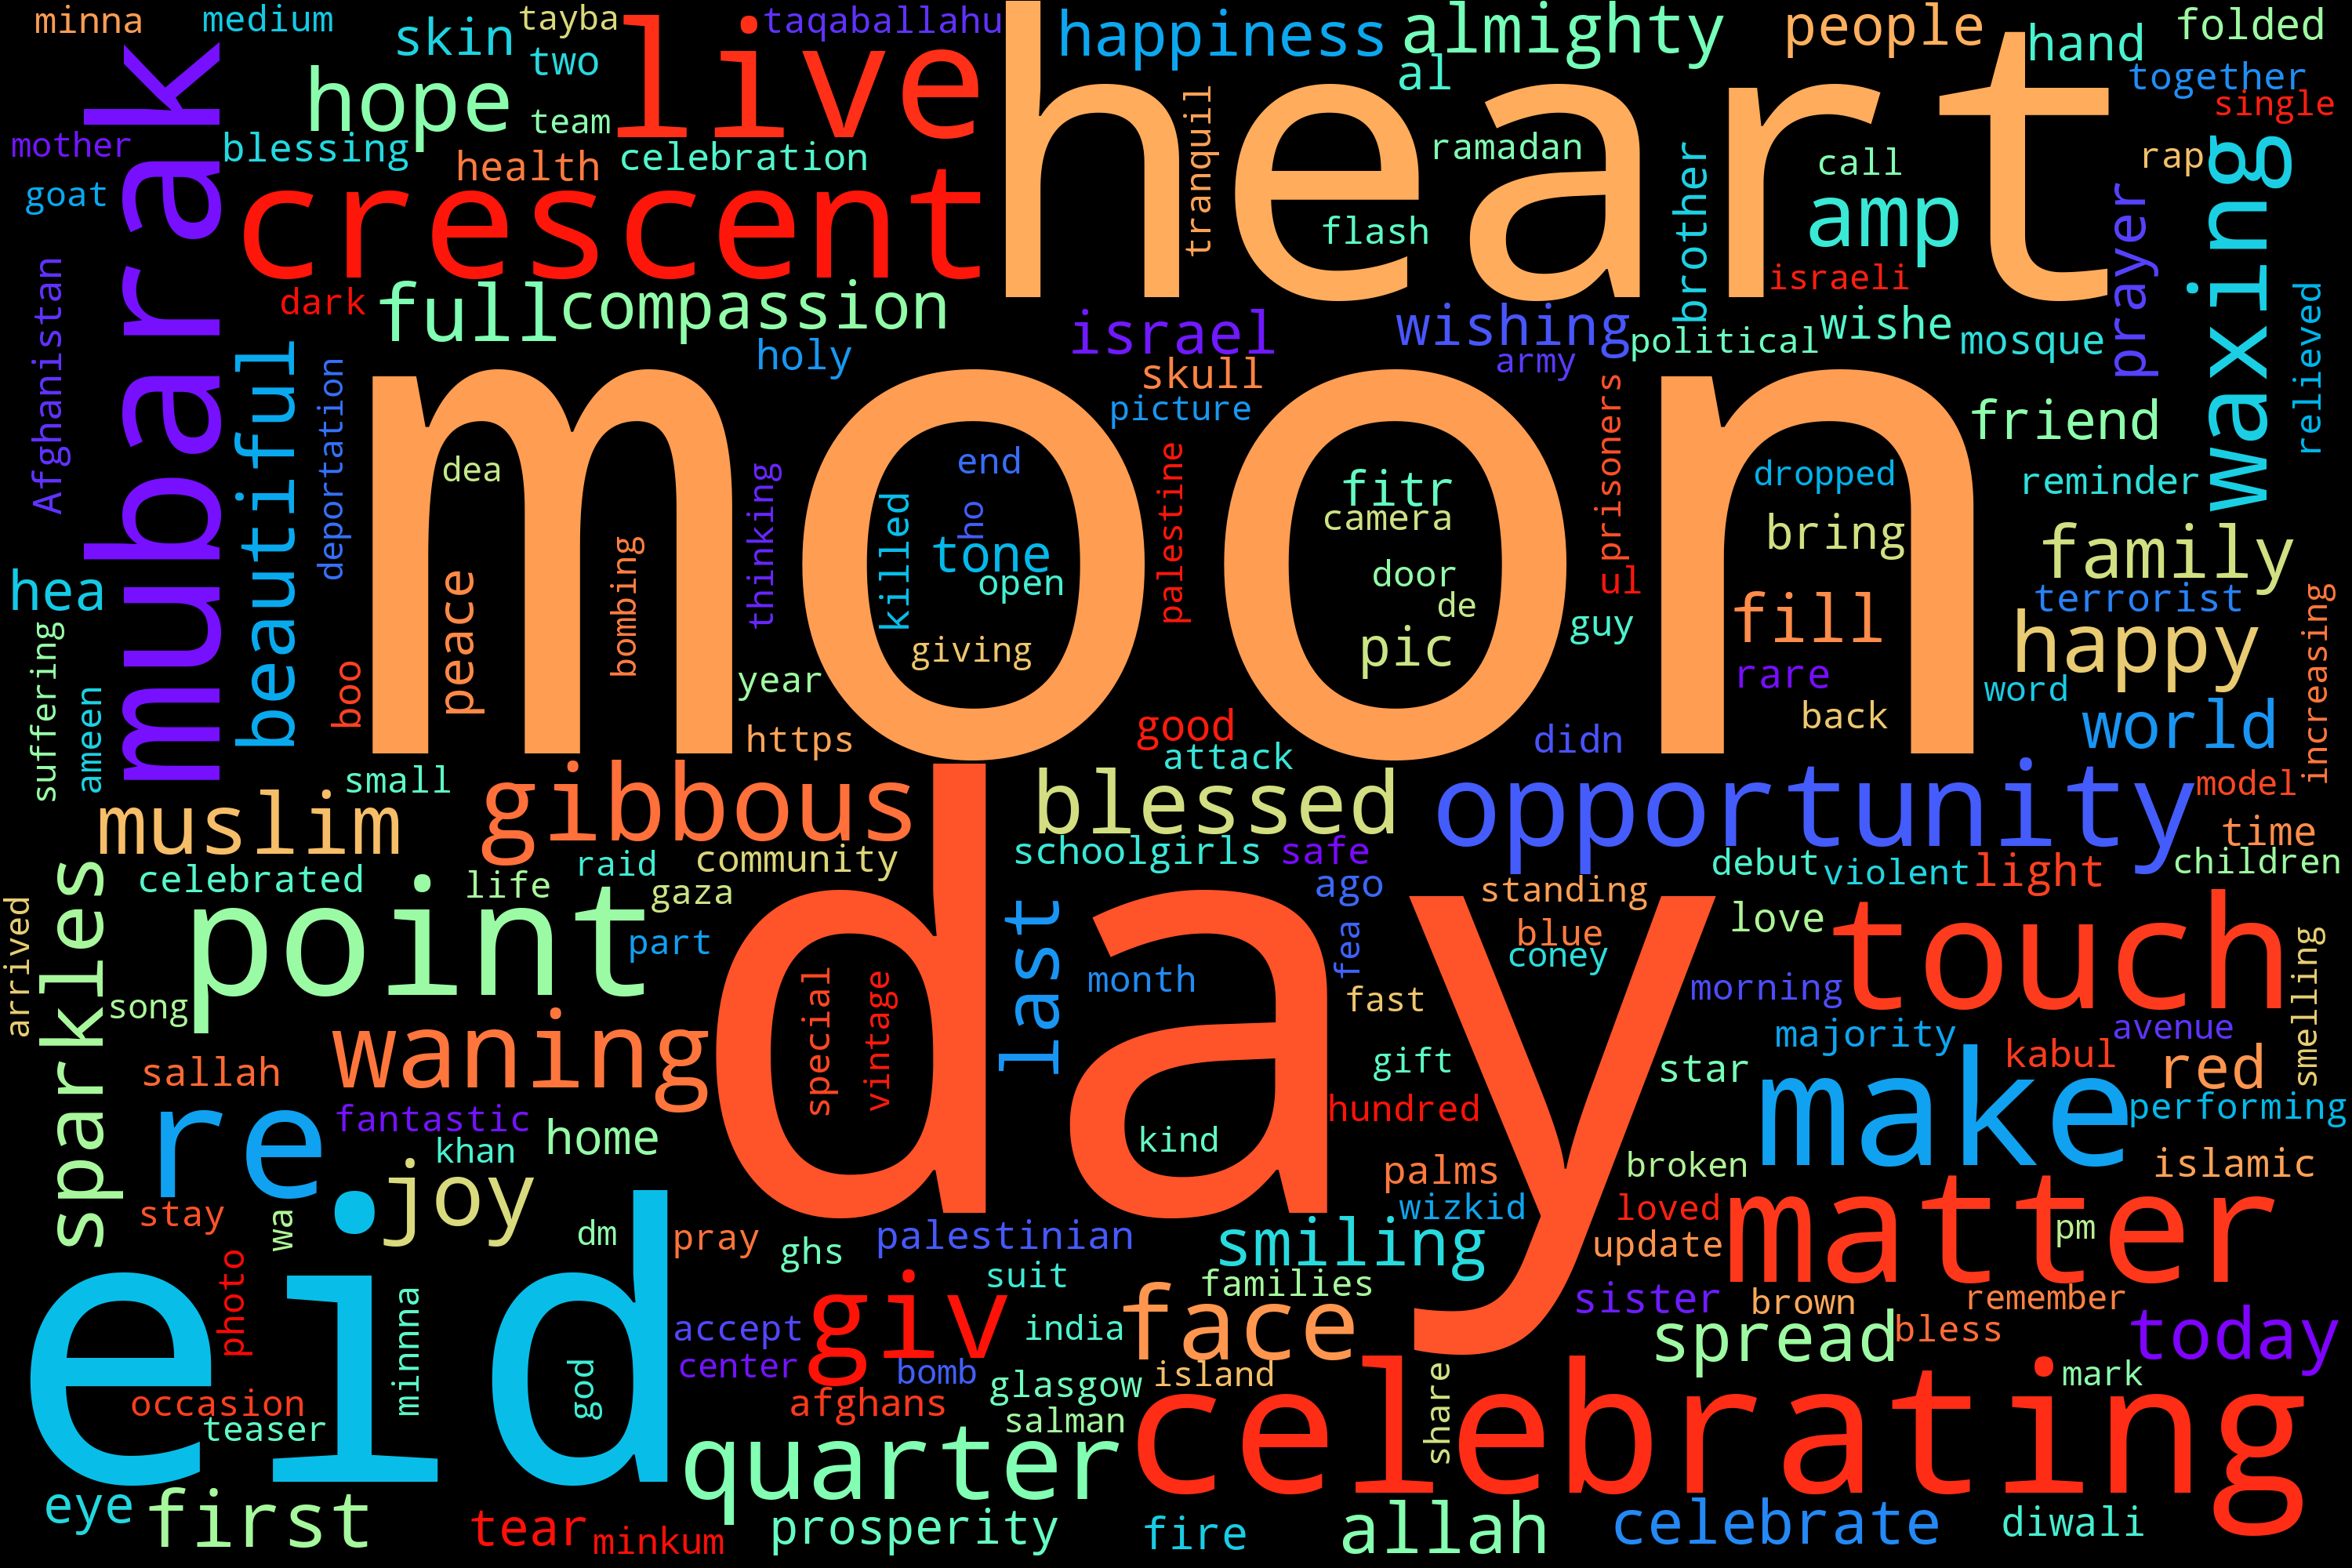 minna medium skin tayba taqaballahu happiness almighty people hand folded
two live al together
hope team heart single
mother blessing health celebration tranquil ramadan brother call rap waxing
goat mubarak crescent flash amp prayer
Afghanistan dark full compassion israel wishing israeli wishe mosque relieved
holy army political
beautiful deportation skull picture prisoners friend
moon
dea thinking end killed ho palestine fitr dropped reminder
camera bring
hea peace bombing tone open door de ul family
suffering giving pic guy fill terrorist happy increasing
ameen boo year rare word
https good didn back world
small attack
muslim gibbous blessed opportunity model time
raid community schoolgirls safe
sparkles celebrated life gaza ago standing debut violent light children
point part last fea blue love touch
arrived coney
song special vintage month fast morning smelling
day
waning majority avenue
sallah gift star kabul red
re fantastic hundred make performing
khan home kind
joy palms broken islamic
stay wa wizkid loved matter pm
dm pray ghs palestinian smiling update
eid photo suit families
minnna giv face sister brown remember
accept india spread bless today
god center bomb island share mark
occasion afghans glasgow celebrating
teaser salman
quarter
eye first tear minkum prosperity fire allah celebrate diwali